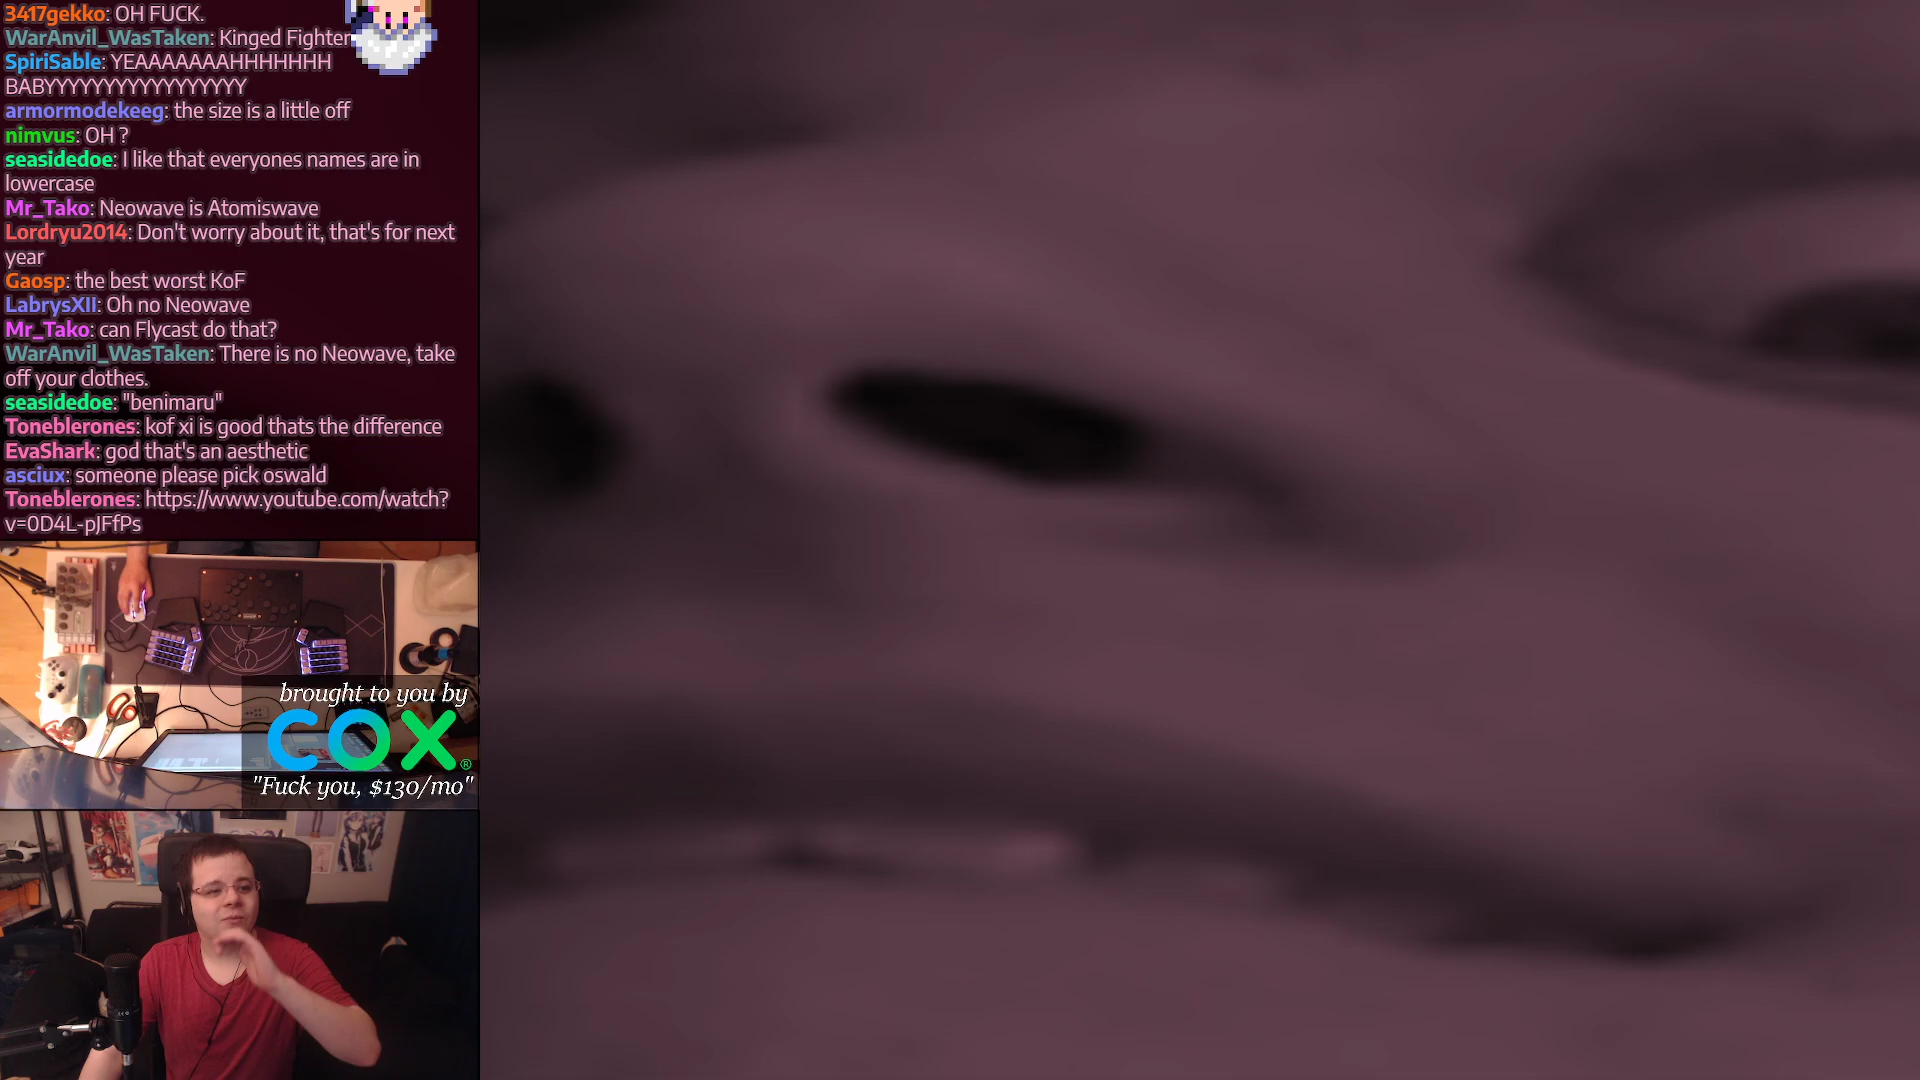 3417gekko: OH FUCK.
WarAnvil_WasTaken: Kinged Fighter
SpiriSable: YEAAAAAAAHHHHHHH
BABYYYYYYYYYYYYYYYYY
armormodekeeg: the size is a little off
nimvus: OH ?
seasidedoe: I like that everyones names are in
lowercase
Mr_Tako: Neowave is Atomiswave
Lordryu2014: Don't worry about it, that's for next
year
Gaosp: the best worst KoF
LabrysXII: Oh no Neowave
Mr_Tako: can Flycast do that?
WarAnvil_WasTaken: There is no Neowave, take
off your clothes.
seasidedoe: "benimaru"
Toneblerones: kof xi is good thats the difference
EvaShark: god that's an aesthetic
asciux: someone please pick oswald
Toneblerones: https://www.youtube.com/watch?
v=0D4L-pJFfPs
brought to you by
COX®
"Fuck you, $130/mo"